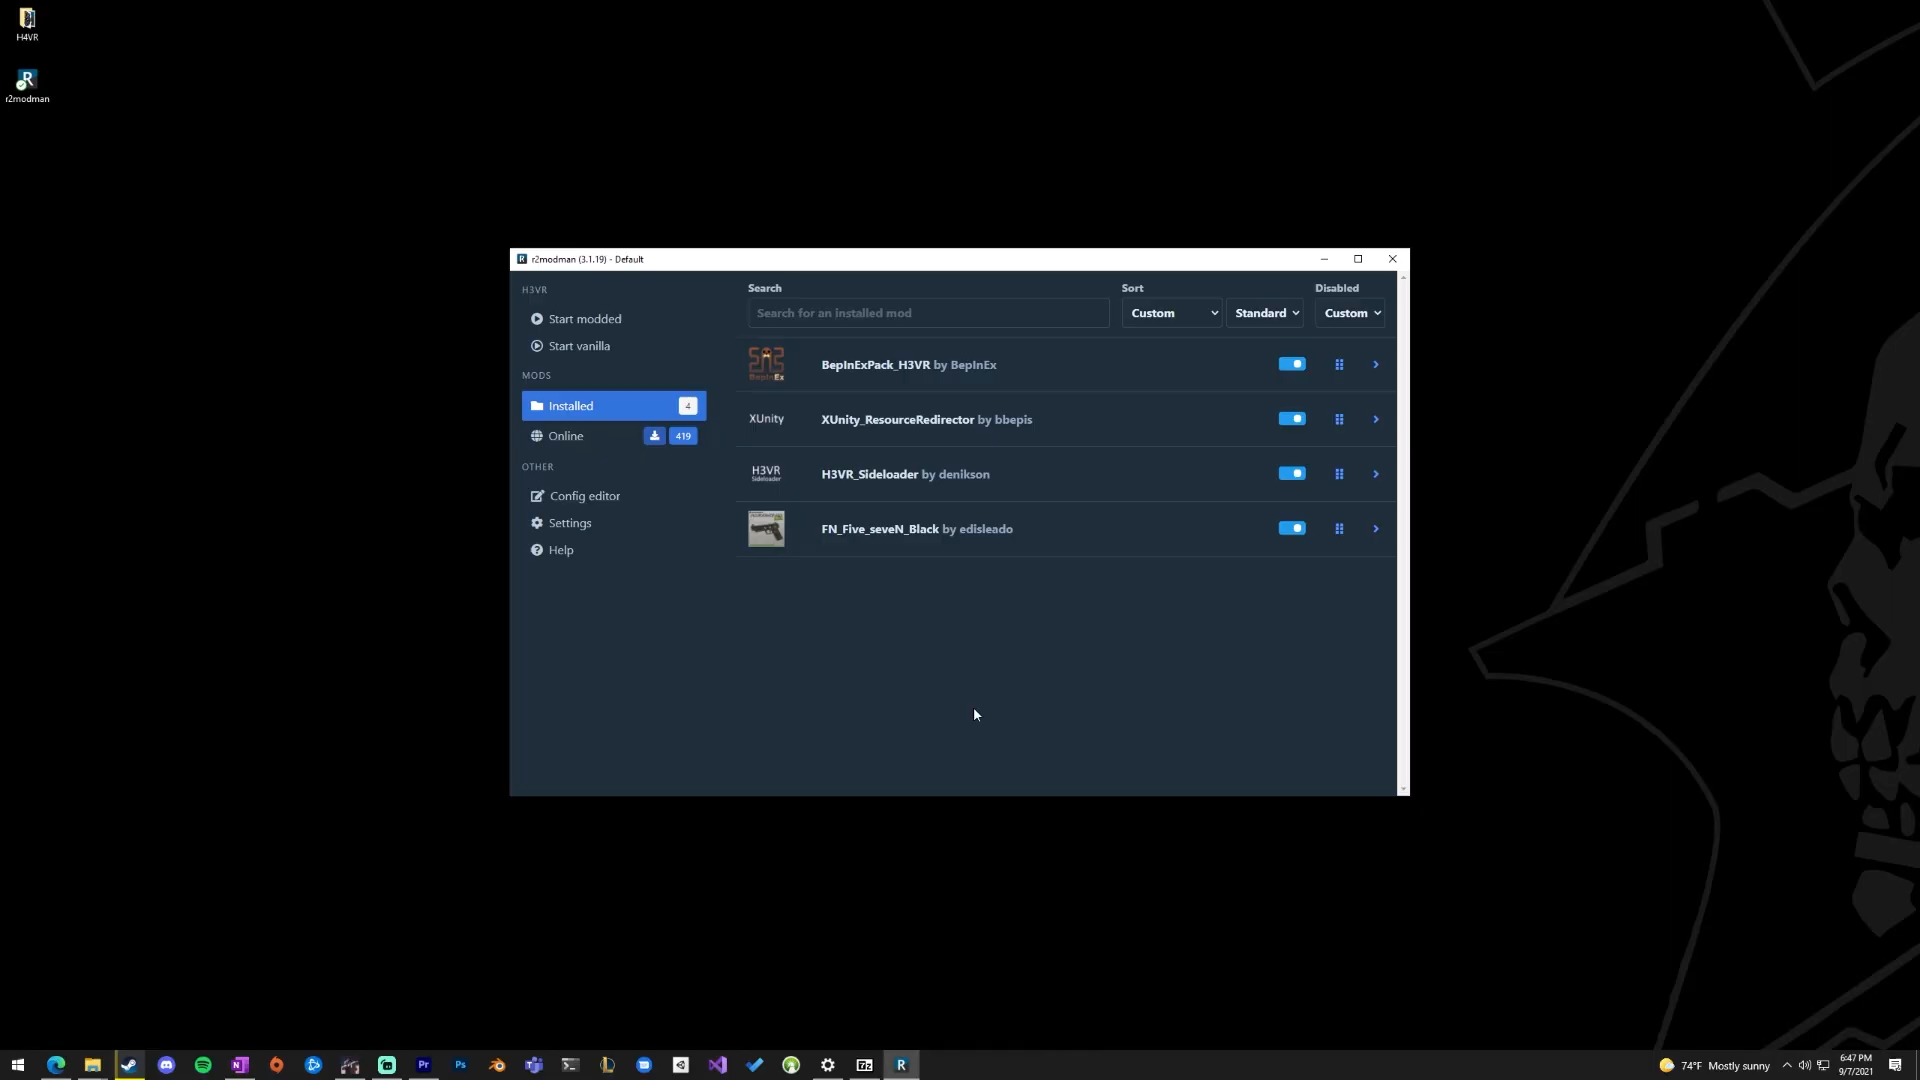 H4VR
r2modman
r2modman (3.1.19) - Default
H3VR
Start modded
Start vanilla
MODS
Installed 4
Online 419
OTHER
Config editor
Settings
Help
Search
Search for an installed mod
Sort
Custom
Standard
Disabled
Custom
BepInEx
BepInExPack_H3VR by BepInEx
XUnity
XUnity_ResourceRedirector by bbepis
H3VR
Sideloader
H3VR_Sideloader by denikson
FN_Five_seveN_Black by edisleado
74°F Mostly sunny
6:47 PM
9/7/2021